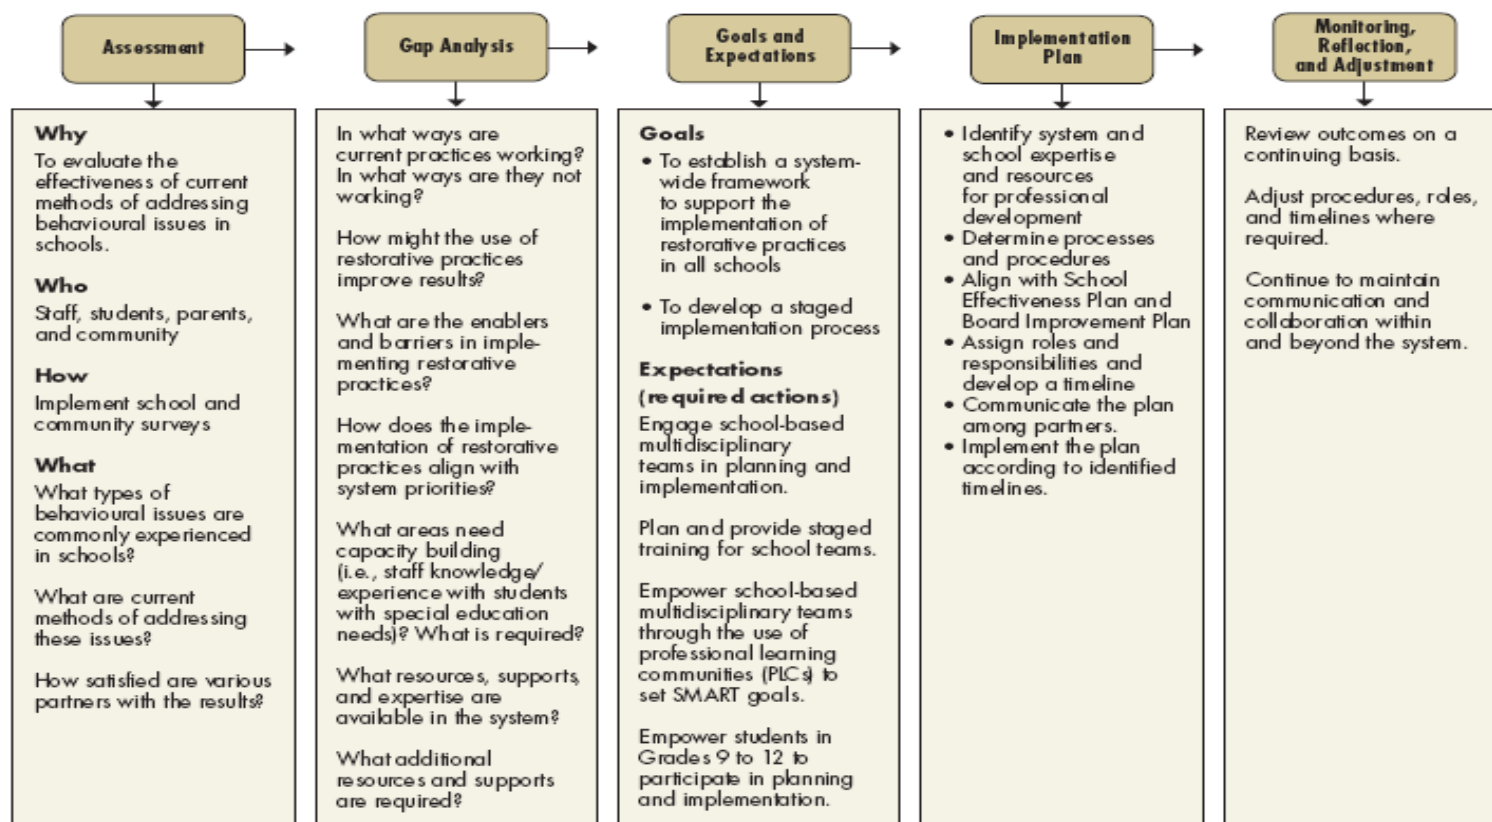 Assessment
Why
To evaluate the
effectiveness of current
methods of addressing
behavioural issues in
schools.
Who
Staff, students, parents,
and community
How
Implement school and
community surveys
What
What types of
behavioural issues are
commonly experienced
in schools?
What are current
methods of addressing
these issues?
How satisfied are various
partners with the results?
Gap Analysis
In what ways are
current practices working?
In what ways are they not
working?
How might the use of
restorative practices
improve results?
What are the enablers
and barriers in imple-
menting restorative
practices?
How does the imple-
mentation of restorative
practices align with
system priorities?
What areas need
capacity building
(i.e., staff knowledge/
experience with students
with special education
needs)? What is required?
What resources, supports,
and expertise are
available in the system?
What additional
resources and supports
are required?
Goals and
Expectations
Goals
• To establish a system-
wide framework
to support the
implementation of
restorative practices
in all schools
• To develop a staged
implementation process
Expectations
(required actions)
Engage school-based
multidisciplinary
teams in planning and
implementation.
Plan and provide staged
training for school teams.
Empower school-based
multidisciplinary teams
through the use of
professional learning
communities (PLCs) to
set SMART goals.
Empower students in
Grades 9 to 12 to
participate in planning
and implementation.
Implementation
Plan
• Identify system and
school expertise
and resources
for professional
development
• Determine processes
and procedures
• Align with School
Effectiveness Plan and
Board Improvement Plan
• Assign roles and
responsibilities and
develop a timeline
• Communicate the plan
among partners.
• Implement the plan
according to identified
timelines.
Monitoring,
Reflection,
and Adjustment
Review outcomes on a
continuing basis.
Adjust procedures, roles,
and timelines where
required.
Continue to maintain
communication and
collaboration within
and beyond the system.